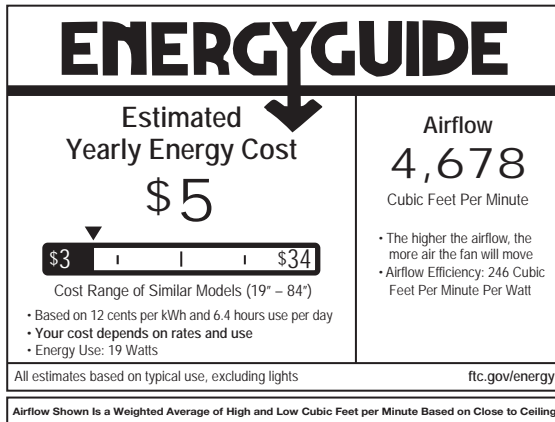 ENERGYGUIDE
Estimated
Yearly Energy Cost
$5
$3
$34
Cost Range of Similar Models (19" – 84")
• Based on 12 cents per kWh and 6.4 hours use per day
• Your cost depends on rates and use
• Energy Use: 19 Watts
Airflow
4,678
Cubic Feet Per Minute
• The higher the airflow, the
more air the fan will move
• Airflow Efficiency: 246 Cubic
Feet Per Minute Per Watt
All estimates based on typical use, excluding lights
ftc.gov/energy
Airflow Shown Is a Weighted Average of High and Low Cubic Feet per Minute Based on Close to Ceiling